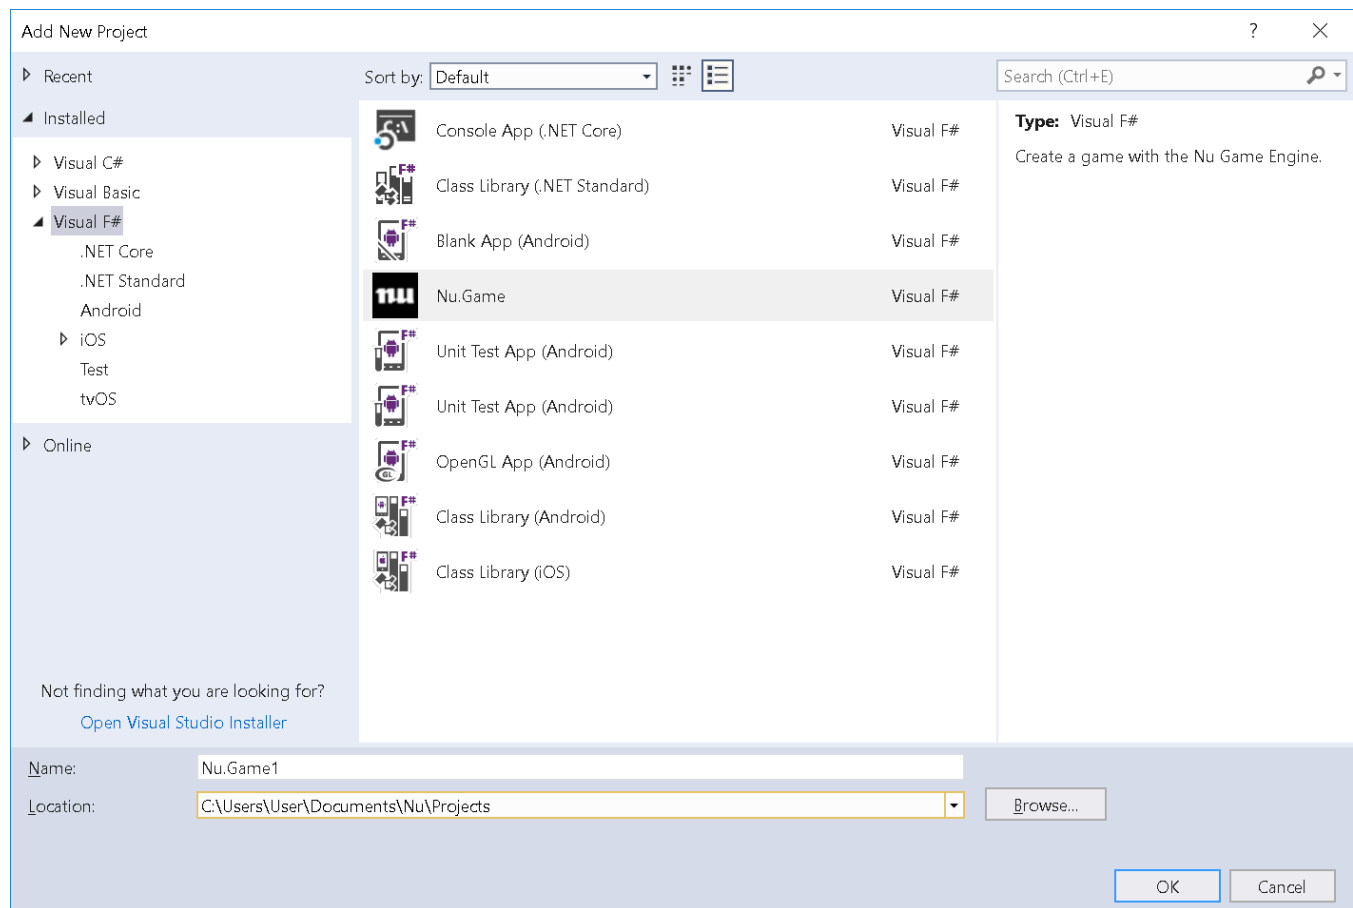 Add New Project
?
Recent
Sort by: Default
Search (Ctrl+E)
Installed
Visual C#
Visual Basic
Visual F#
.NET Core
.NET Standard
Android
iOS
Test
tvOS
Online
Not finding what you are looking for?
Open Visual Studio Installer
Console App (.NET Core) Visual F#
F#
Class Library (.NET Standard) Visual F#
F#
Blank App (Android) Visual F#
nu
Nu.Game Visual F#
F#
Unit Test App (Android) Visual F#
F#
Unit Test App (Android) Visual F#
F#
GL
OpenGL App (Android) Visual F#
F#
Class Library (Android) Visual F#
F#
Class Library (iOS) Visual F#
Type: Visual F#
Create a game with the Nu Game Engine.
Name: Nu.Game1
Location: C:\Users\User\Documents\Nu\Projects
Browse...
OK
Cancel